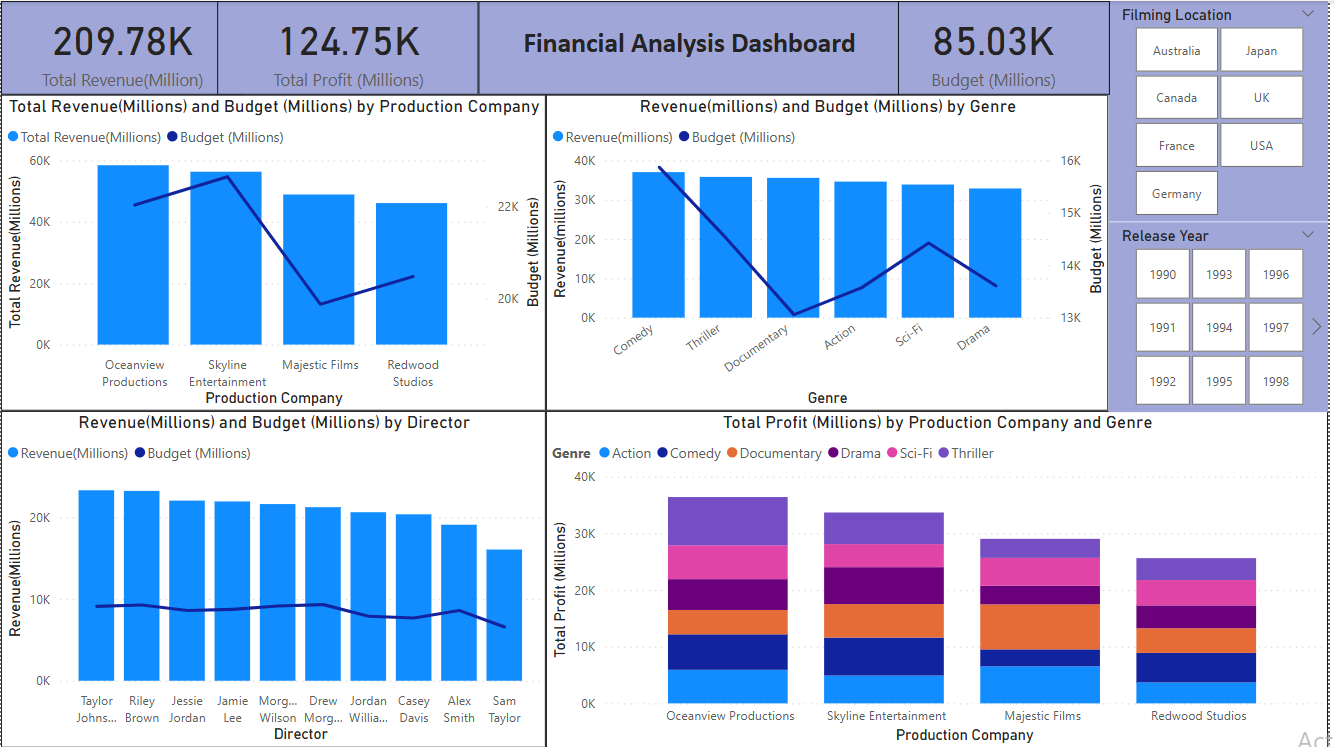 209.78K
Total Revenue(Million)
124.75K
Total Profit (Millions)
Financial Analysis Dashboard
85.03K
Budget (Millions)
Filming Location
Australia
Japan
Canada
UK
France
USA
Germany
Release Year
1990
1993
1996
1991
1994
1997
1992
1995
1998
Total Revenue(Millions) and Budget (Millions) by Production Company
Total Revenue(Millions) Budget (Millions)
Total Revenue(Millions)
60K
40K
20K
0K
22K
20K
Budget (Millions)
Oceanview
Productions
Skyline
Entertainment
Majestic Films
Redwood
Studios
Production Company
Revenue(millions) and Budget (Millions) by Genre
Revenue(millions) Budget (Millions)
Revenue(millions)
40K
30K
20K
10K
0K
16K
15K
14K
13K
Budget (Millions)
Comedy
Thriller
Documentary
Action
Sci-Fi
Drama
Genre
Revenue(Millions) and Budget (Millions) by Director
Revenue(Millions) Budget (Millions)
Revenue(Millions)
20K
10K
0K
Taylor
Johns...
Riley
Brown
Jessie
Jordan
Jamie
Lee
Morg...
Wilson
Drew
Morg...
Jordan
Willia...
Casey
Davis
Alex
Smith
Sam
Taylor
Director
Total Profit (Millions) by Production Company and Genre
Genre Action Comedy Documentary Drama Sci-Fi Thriller
Total Profit (Millions)
40K
30K
20K
10K
0K
Oceanview Productions
Skyline Entertainment
Majestic Films
Redwood Studios
Production Company